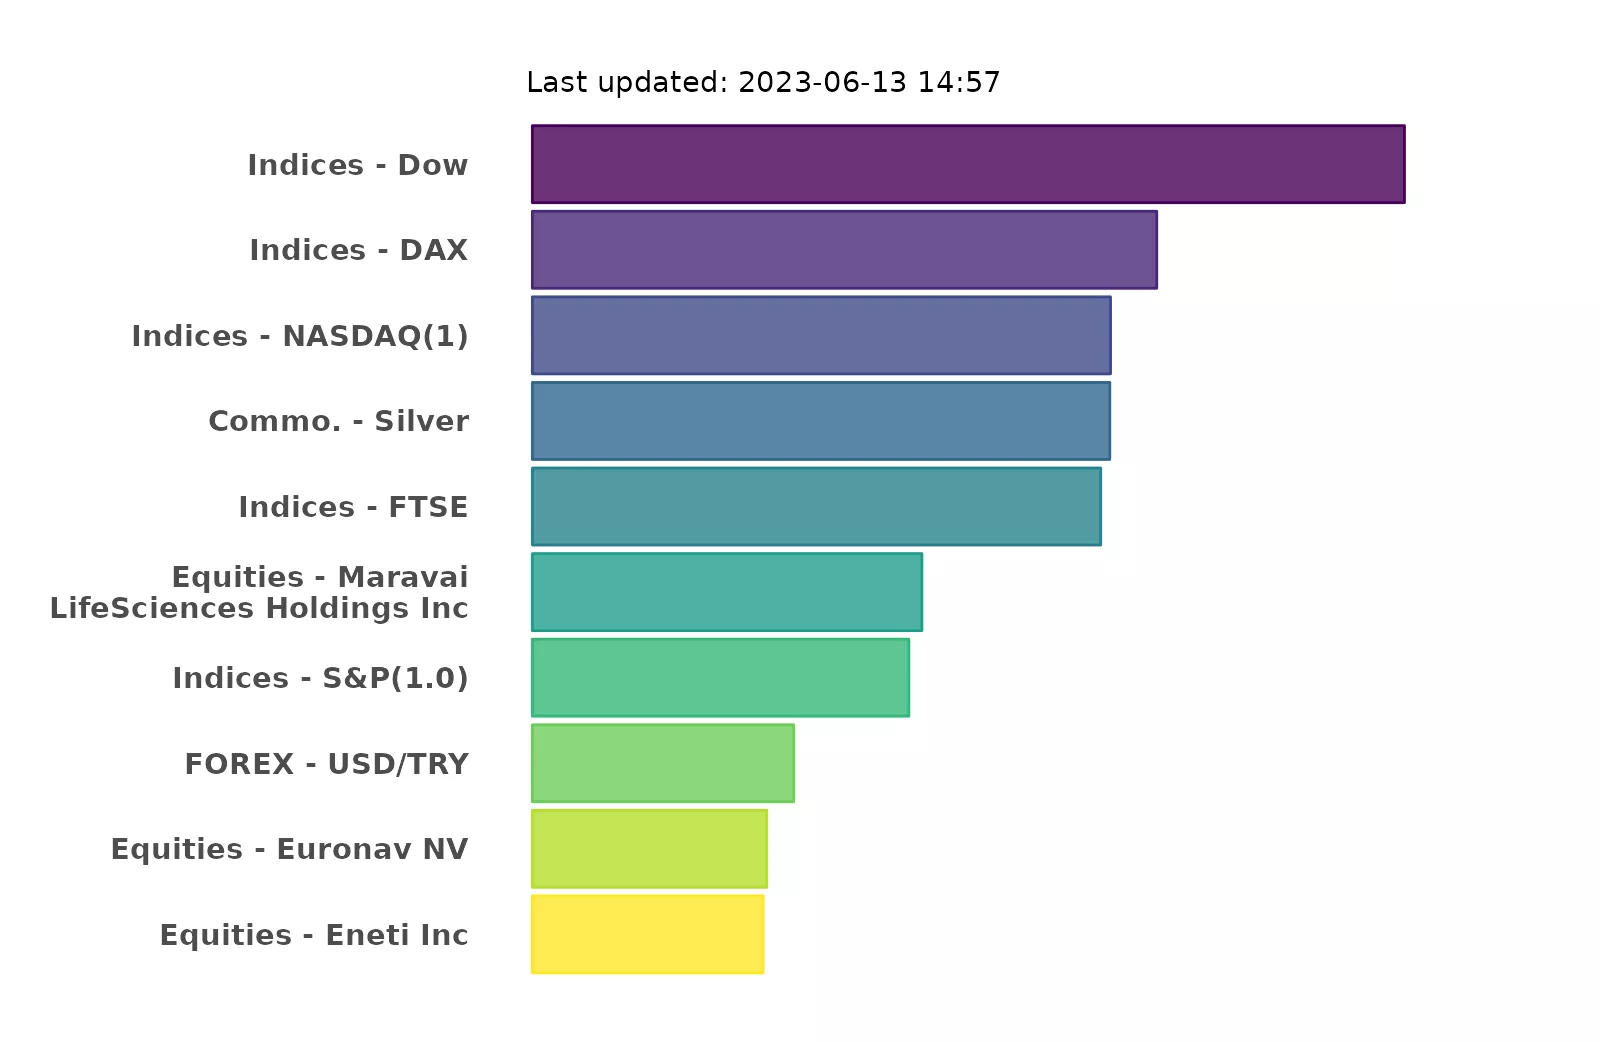 Last updated: 2023-06-13 14:57
Indices - Dow
Indices - DAX
Indices - NASDAQ(1)
Commo. - Silver
Indices - FTSE
Equities - Maravai
LifeSciences Holdings Inc
Indices - S&P(1.0)
FOREX - USD/TRY
Equities - Euronav NV
Equities - Eneti Inc